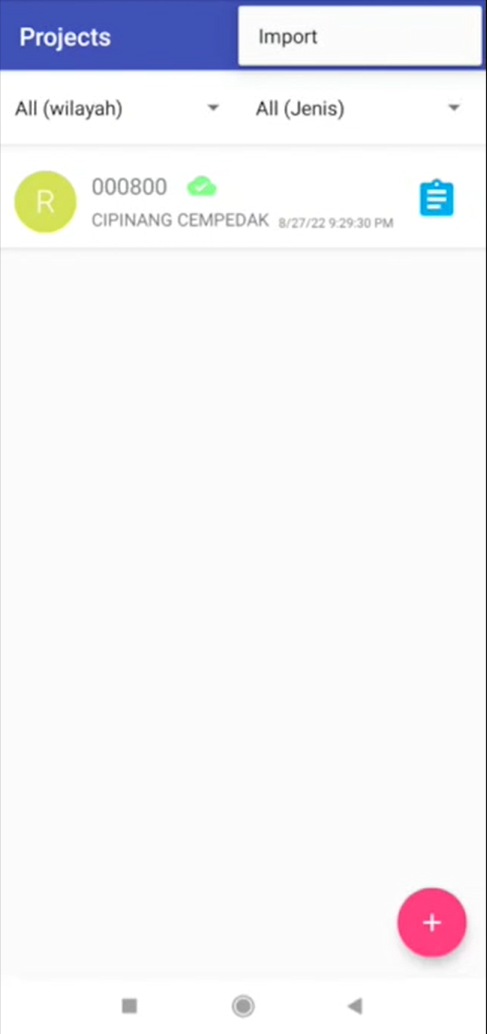 Projects
Import
All (wilayah)
All (Jenis)
R
000800
CIPINANG CEMPEDAK 8/27/22 9:29:30 PM
+